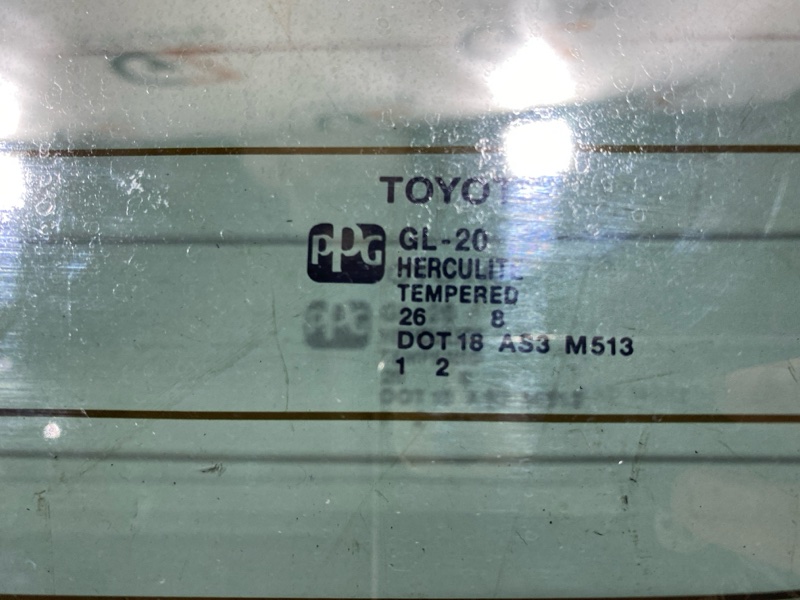 TOYOT
PPG
GL-20
HERCULITE
TEMPERED
26 8
DOT 18 AS3 M513
1 2